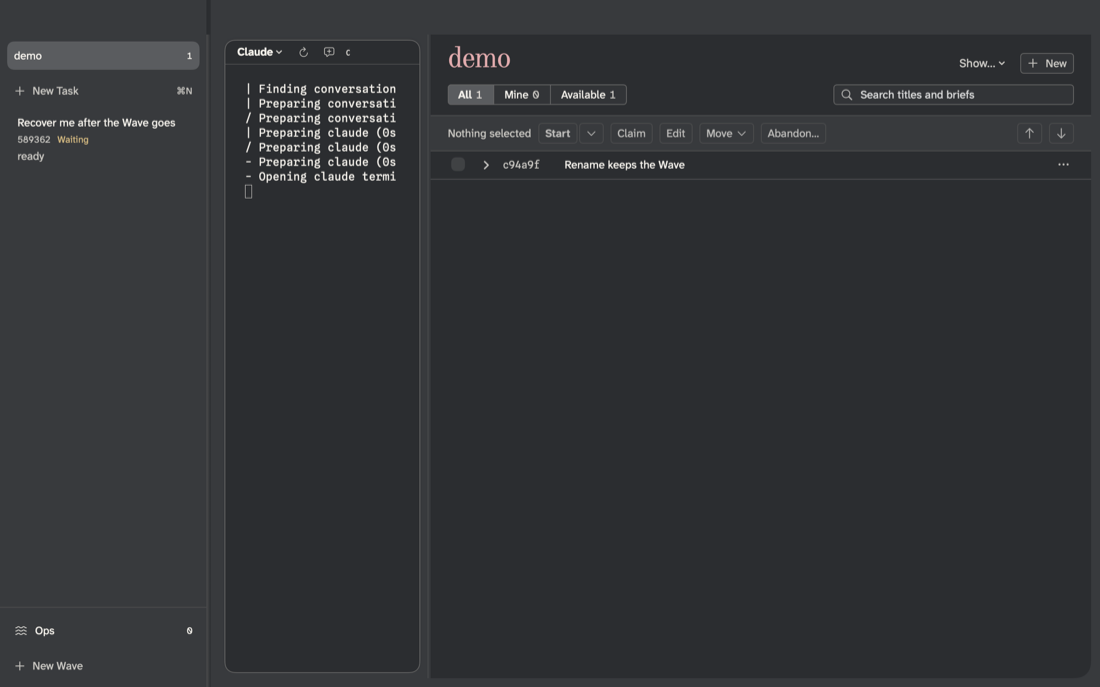 demo 1
New Task ⌘N
Recover me after the Wave goes
589362 Waiting
ready
Ops 0
New Wave
Claude
c
| Finding conversation
| Preparing conversati
/ Preparing conversati
| Preparing claude (0s
/ Preparing claude (0s
- Preparing claude (0s
- Opening claude termi
demo
Show... + New
All 1 Mine 0 Available 1
Search titles and briefs
Nothing selected Start Claim Edit Move Abandon...
c94a9f Rename keeps the Wave